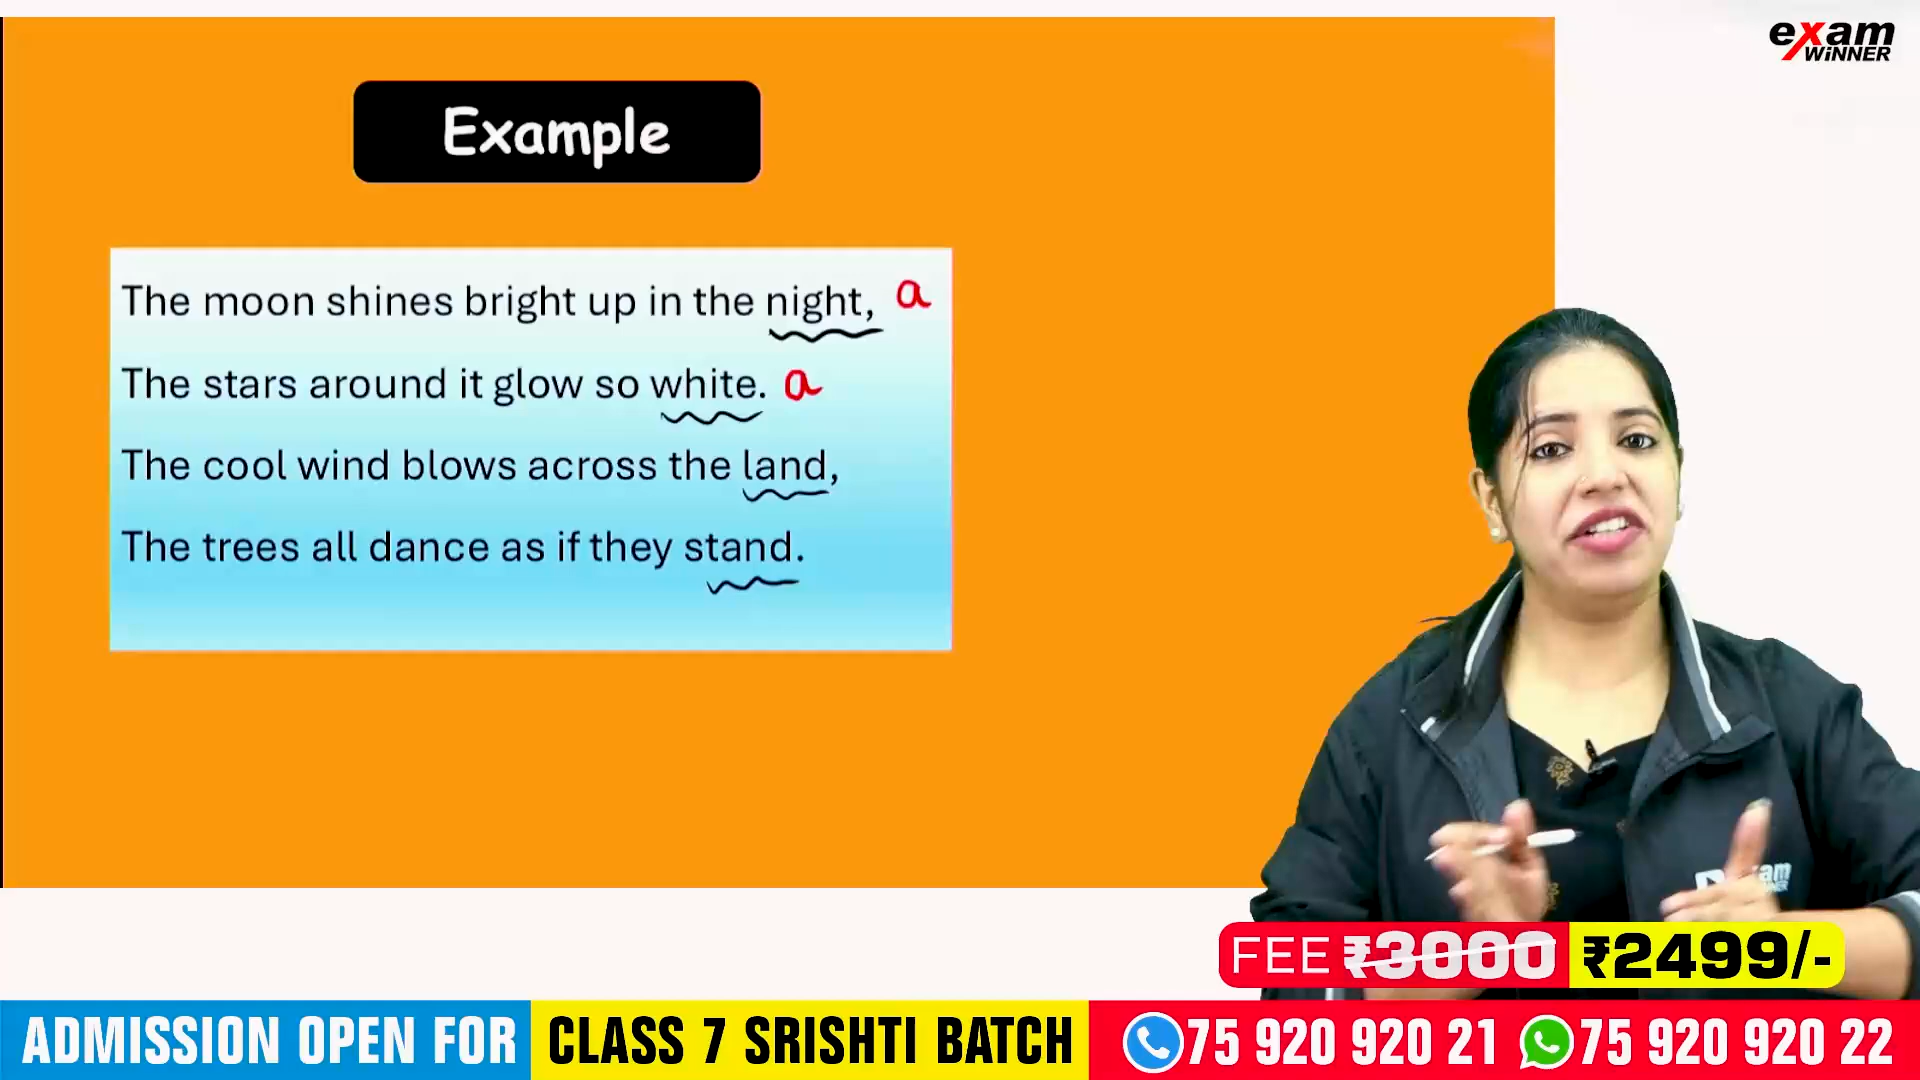 exam
WiNNER
Example
The moon shines bright up in the night, a
The stars around it glow so white. a
The cool wind blows across the land,
The trees all dance as if they stand.
am
NER
FEE ₹3000 ₹2499/-
ADMISSION OPEN FOR CLASS 7 SRISHTI BATCH 75 920 920 21 75 920 920 22